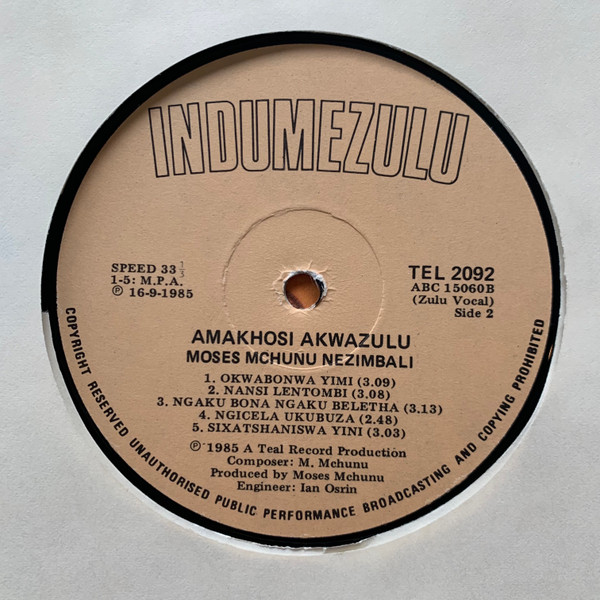 INDUMEZULU
SPEED 33 1/3
1-5: M.P.A.
℗ 16-9-1985
TEL 2092
ABC 15060B
(Zulu Vocal)
Side 2
AMAKHOSI AKWAZULU
MOSES MCHUNU NEZIMBALI
1. OKWABONWA YIMI (3.09)
2. NANSI LENTOMBI (3.08)
3. NGAKU BONA NGAKU BELETHA (3.13)
4. NGICELA UKUBUZA (2.48)
5. SIXATSHANISWA YINI (3.03)
℗ 1985 A Teal Record Production
Composer: M. Mchunu
Produced by Moses Mchunu
Engineer: Ian Osrin
COPYRIGHT RESERVED UNAUTHORISED PUBLIC PERFORMANCE BROADCASTING AND COPYING PROHIBITED